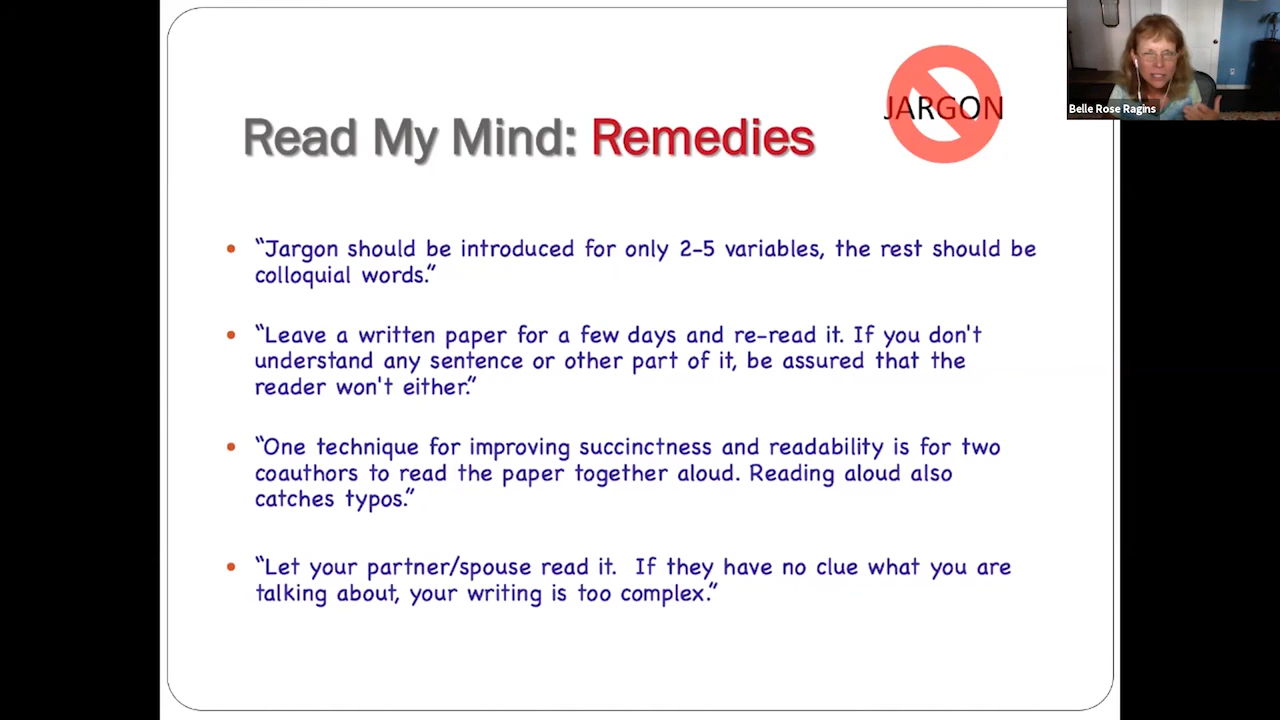 JARGON
Belle Rose Ragins
Read My Mind: Remedies
• “Jargon should be introduced for only 2-5 variables, the rest should be
colloquial words.”
• “Leave a written paper for a few days and re-read it. If you don't
understand any sentence or other part of it, be assured that the
reader won't either.”
• “One technique for improving succinctness and readability is for two
coauthors to read the paper together aloud. Reading aloud also
catches typos.”
• “Let your partner/spouse read it.  If they have no clue what you are
talking about, your writing is too complex.”